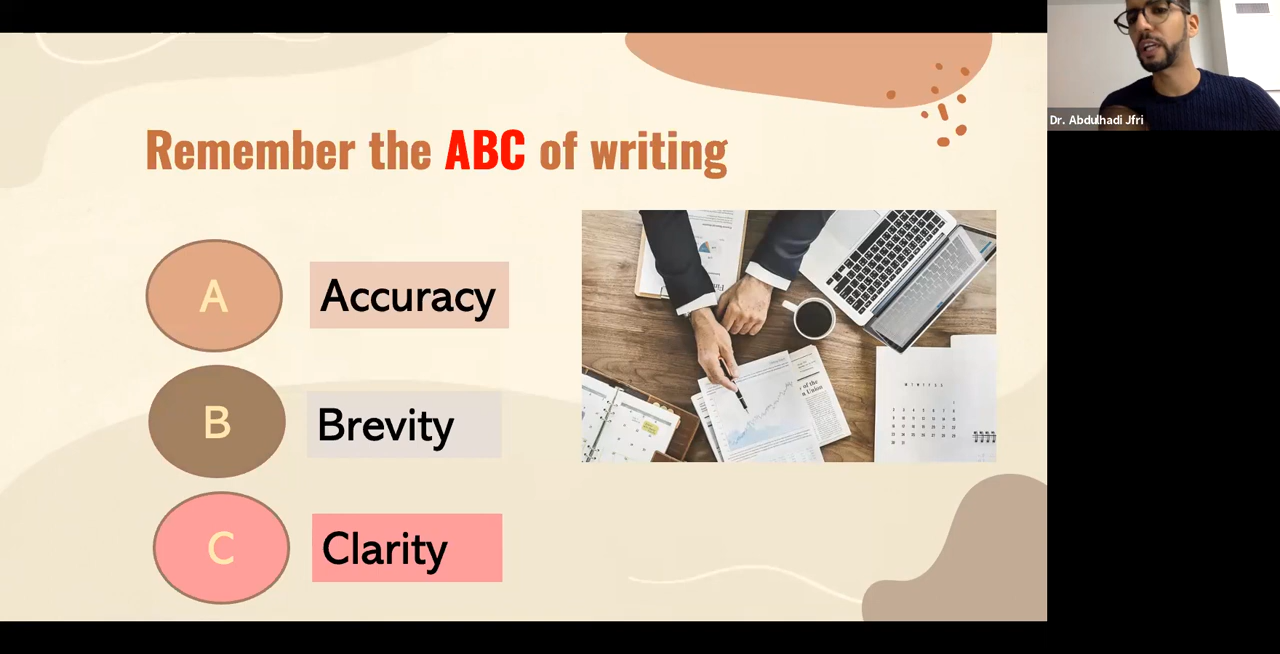 Remember the ABC of writing
A
Accuracy
B
Brevity
C
Clarity
Dr. Abdulhadi Jfri